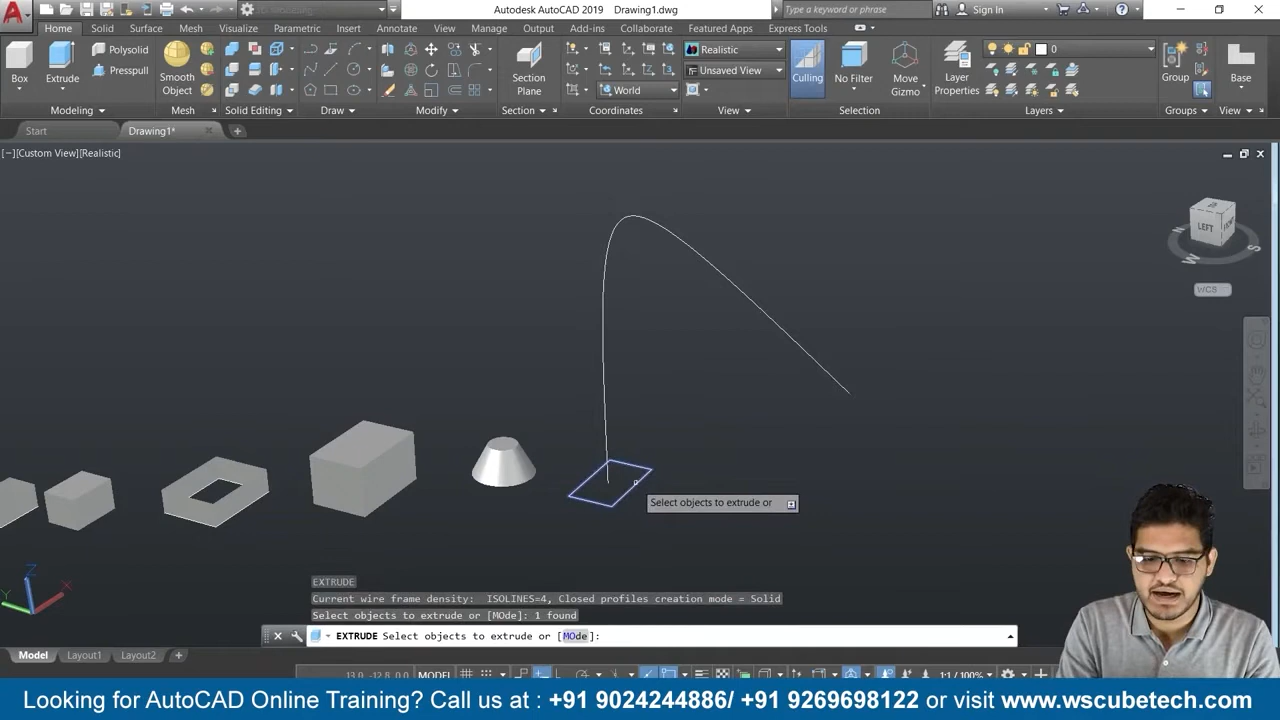 Autodesk AutoCAD 2019 Drawing1.dwg
Type a keyword or phrase
Sign In
Home Solid Surface Mesh Visualize Parametric Insert Annotate View Manage Output Add-ins Collaborate Express Tools Featured Apps
Box
Extrude
Polysolid
Presspull
Smooth
Object
Section
Plane
World
Realistic
Unsaved View
Culling
No Filter
Move
Gizmo
Layer
Properties
0
Group
Base
Modeling Mesh Solid Editing Draw Modify Section Coordinates View Selection Layers Groups View
Start Drawing1*
[−][Custom View][Realistic]
LEFT
W
S
WCS
Select objects to extrude or
Z
X
Y
EXTRUDE
Current wire frame density: ISOLINES=4, Closed profiles creation mode = Solid
Select objects to extrude or [MOde]: 1 found
EXTRUDE Select objects to extrude or [MOde]:
Model Layout1 Layout2
MODEL
1:1 / 100%
Looking for AutoCAD Online Training? Call us at : +91 9024244886/ +91 9269698122 or visit www.wscubetech.com